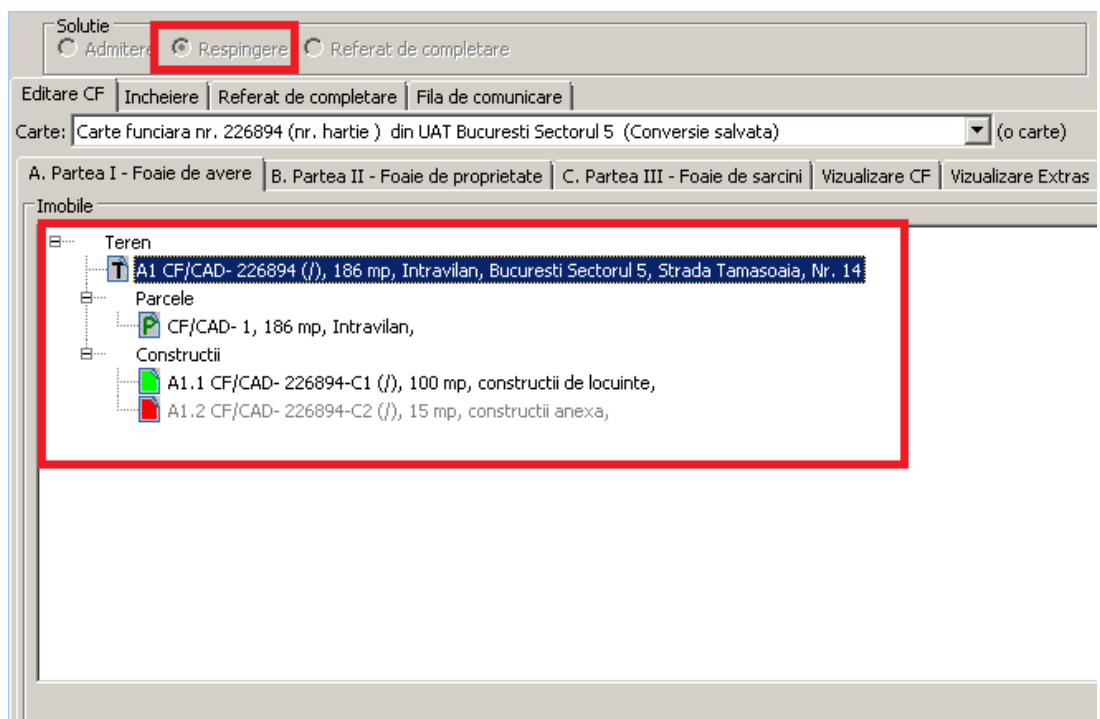 Solutie
Admitere Respingere Referat de completare
Editare CF Incheiere Referat de completare Fila de comunicare
Carte: Carte funciara nr. 226894 (nr. hartie ) din UAT Bucuresti Sectorul 5 (Conversie salvata) (o carte)
A. Partea I - Foaie de avere B. Partea II - Foaie de proprietate C. Partea III - Foaie de sarcini Vizualizare CF Vizualizare Extras
Imobile
Teren
T A1 CF/CAD- 226894 (/), 186 mp, Intravilan, Bucuresti Sectorul 5, Strada Tamasoaia, Nr. 14
Parcele
P CF/CAD- 1, 186 mp, Intravilan,
Constructii
A1.1 CF/CAD- 226894-C1 (/), 100 mp, constructii de locuinte,
A1.2 CF/CAD- 226894-C2 (/), 15 mp, constructii anexa,